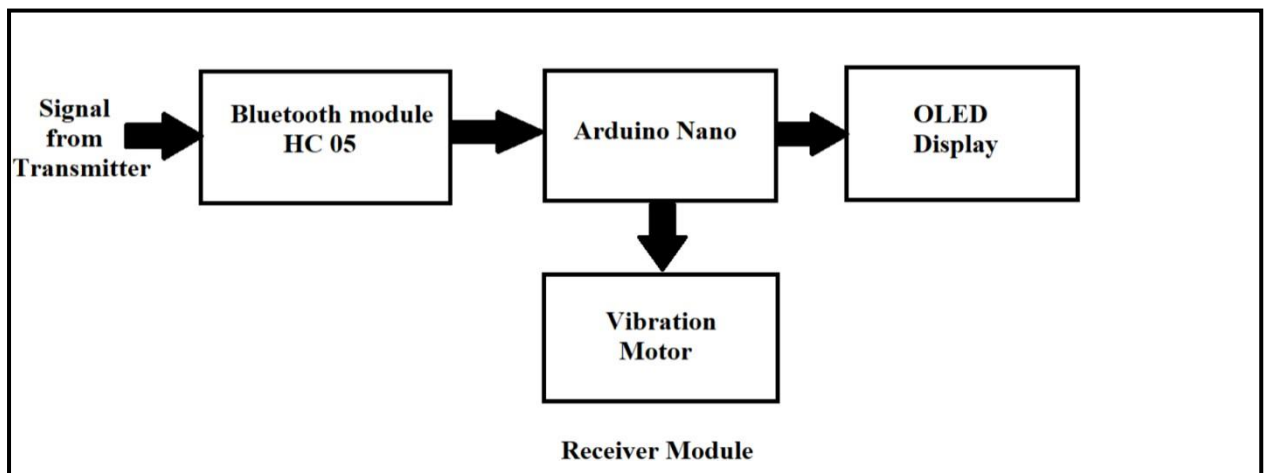 Signal
from
Transmitter
Bluetooth module
HC 05
Arduino Nano
OLED
Display
Vibration
Motor
Receiver Module